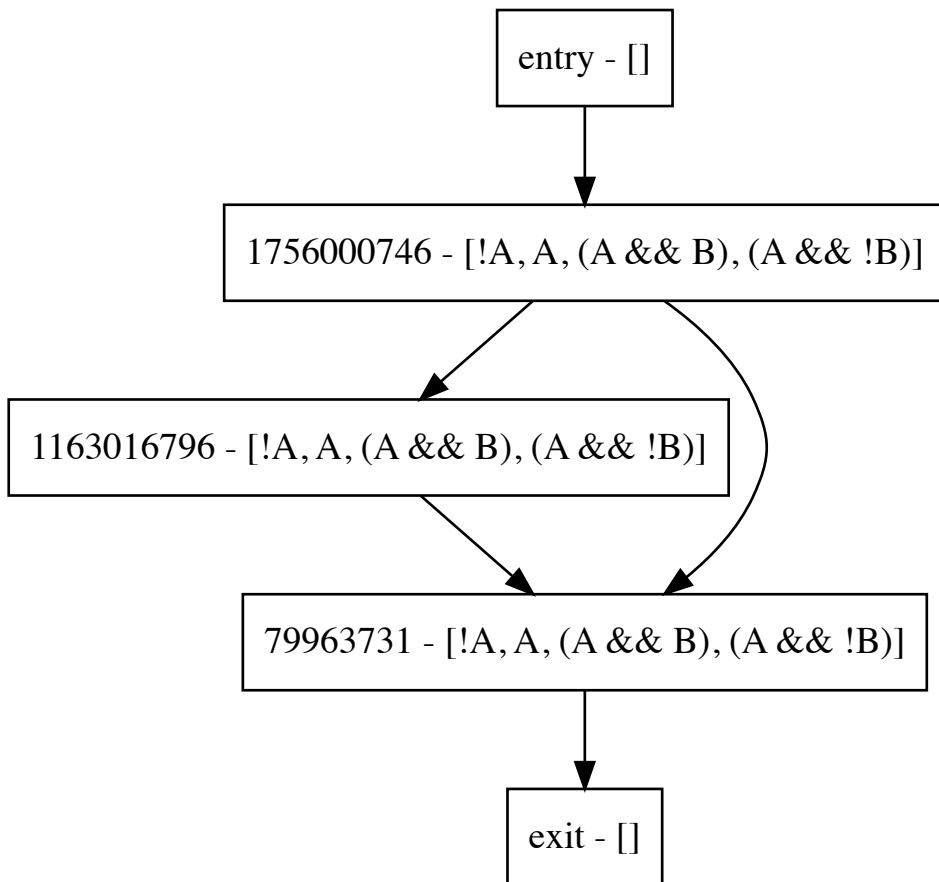 entry - []
1756000746 - [!A, A, (A && B), (A && !B)]
1163016796 - [!A, A, (A && B), (A && !B)]
79963731 - [!A, A, (A && B), (A && !B)]
exit - []